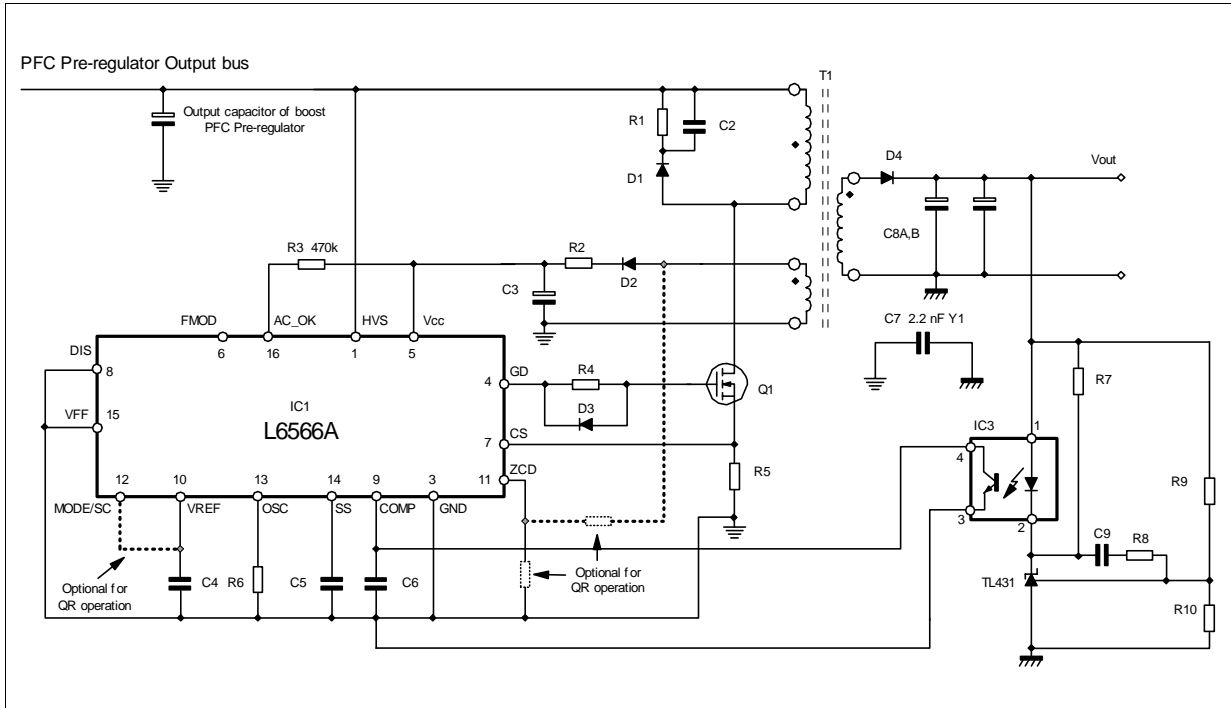 PFC Pre-regulator Output bus
T1
Output capacitor of boost
PFC Pre-regulator
R1
C2
D4
Vout
D1
C8A,B
R3 470k
R2
D2
C3
C7 2.2 nF Y1
FMOD
AC_OK
HVS
Vcc
6
16
1
5
DIS
8
4
GD
R4
Q1
R7
D3
VFF
15
IC1
L6566A
7
CS
IC3
1
4
11
ZCD
R5
R9
12
10
13
14
9
3
MODE/SC
VREF
OSC
SS
COMP
GND
3
2
C9
R8
Optional for
QR operation
C4
R6
C5
C6
Optional for
QR operation
TL431
R10